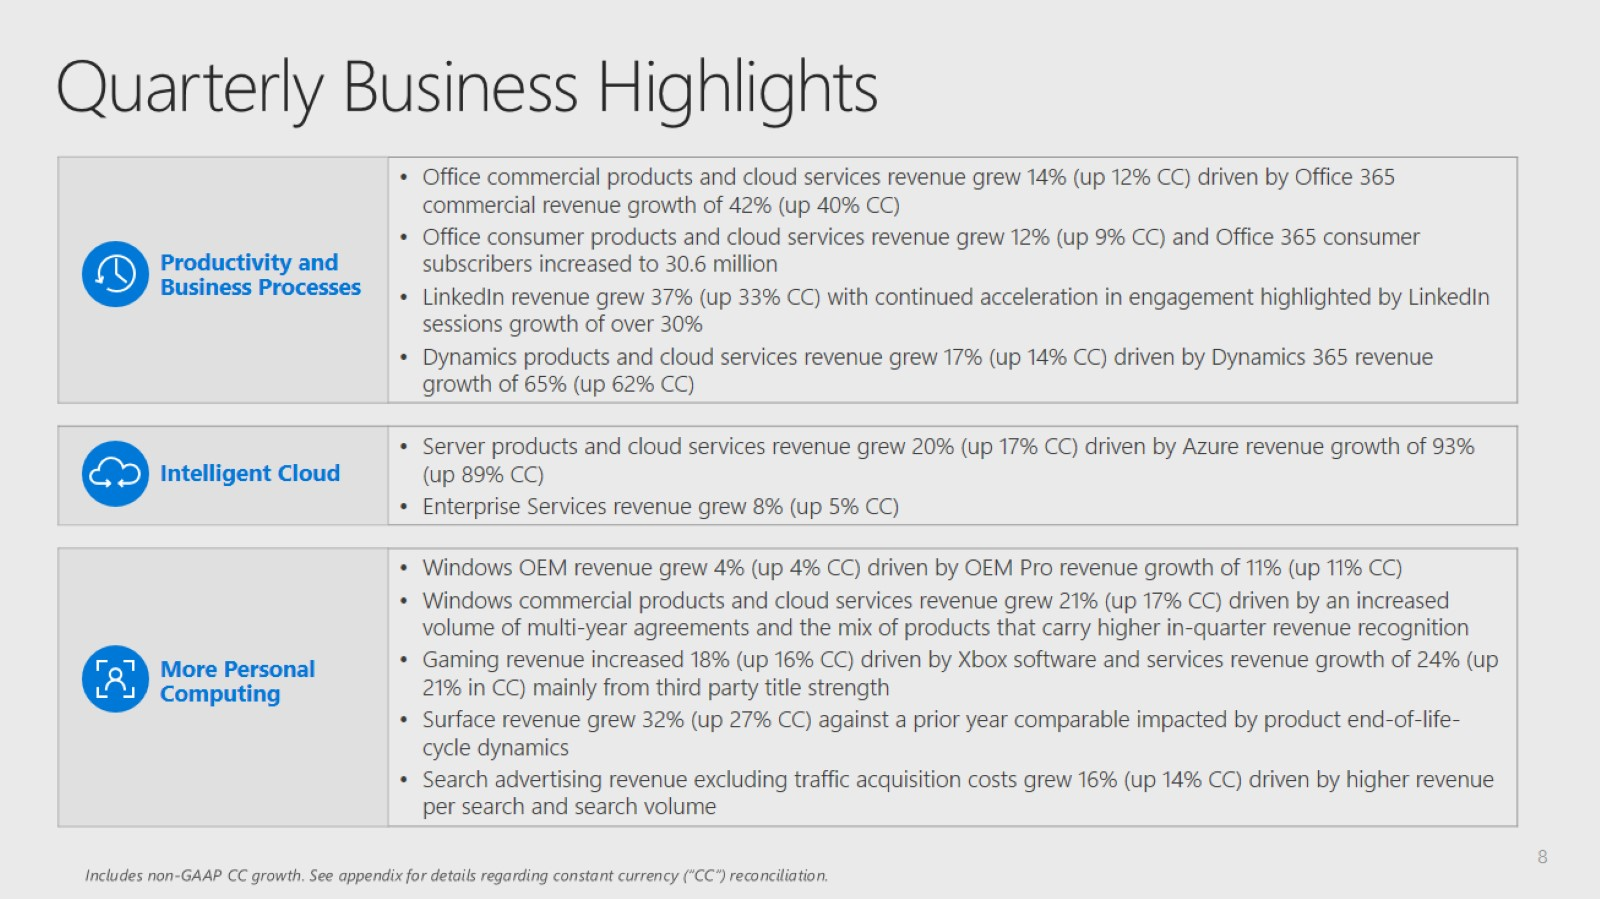 Quarterly Business Highlights
Productivity and
Business Processes
• Office commercial products and cloud services revenue grew 14% (up 12% CC) driven by Office 365
commercial revenue growth of 42% (up 40% CC)
• Office consumer products and cloud services revenue grew 12% (up 9% CC) and Office 365 consumer
subscribers increased to 30.6 million
• LinkedIn revenue grew 37% (up 33% CC) with continued acceleration in engagement highlighted by LinkedIn
sessions growth of over 30%
• Dynamics products and cloud services revenue grew 17% (up 14% CC) driven by Dynamics 365 revenue
growth of 65% (up 62% CC)
Intelligent Cloud
• Server products and cloud services revenue grew 20% (up 17% CC) driven by Azure revenue growth of 93%
(up 89% CC)
• Enterprise Services revenue grew 8% (up 5% CC)
More Personal
Computing
• Windows OEM revenue grew 4% (up 4% CC) driven by OEM Pro revenue growth of 11% (up 11% CC)
• Windows commercial products and cloud services revenue grew 21% (up 17% CC) driven by an increased
volume of multi-year agreements and the mix of products that carry higher in-quarter revenue recognition
• Gaming revenue increased 18% (up 16% CC) driven by Xbox software and services revenue growth of 24% (up
21% in CC) mainly from third party title strength
• Surface revenue grew 32% (up 27% CC) against a prior year comparable impacted by product end-of-life-
cycle dynamics
• Search advertising revenue excluding traffic acquisition costs grew 16% (up 14% CC) driven by higher revenue
per search and search volume
8
Includes non-GAAP CC growth. See appendix for details regarding constant currency ("CC") reconciliation.